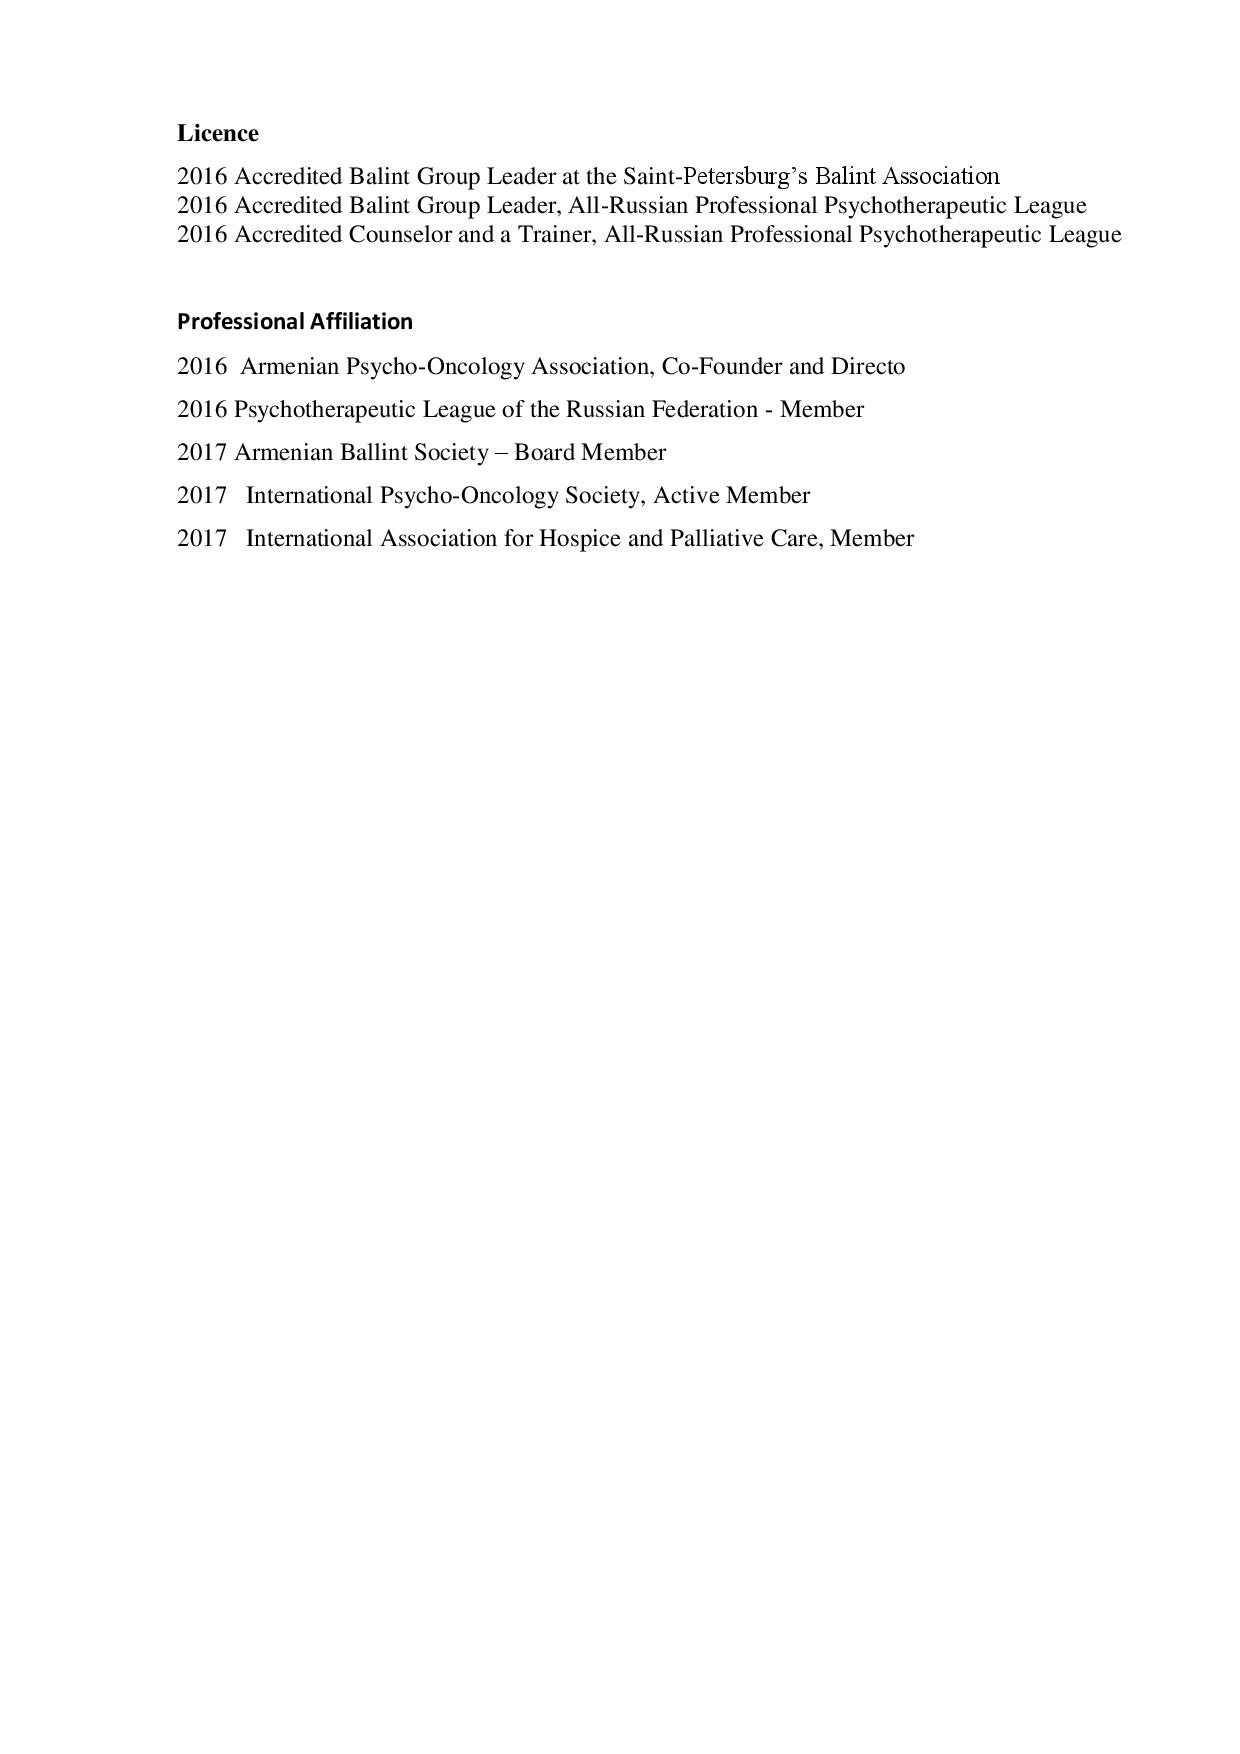 Licence
2016 Accredited Balint Group Leader at the Saint-Petersburg’s Balint Association
2016 Accredited Balint Group Leader, All-Russian Professional Psychotherapeutic League
2016 Accredited Counselor and a Trainer, All-Russian Professional Psychotherapeutic League
Professional Affiliation
2016  Armenian Psycho-Oncology Association, Co-Founder and Directo
2016 Psychotherapeutic League of the Russian Federation - Member
2017 Armenian Ballint Society – Board Member
2017   International Psycho-Oncology Society, Active Member
2017   International Association for Hospice and Palliative Care, Member